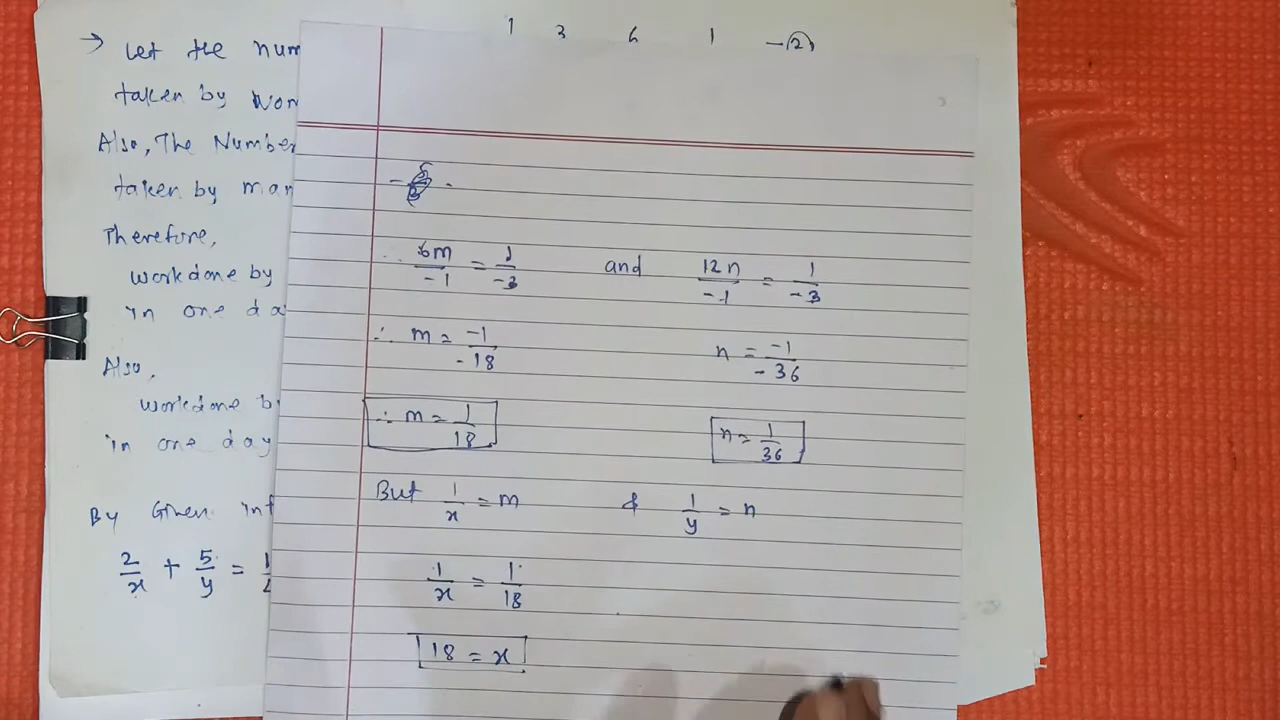 1 3 6 1 -(2)
→ Let the num
taken by
Also, The Number
taken by man
Therefore,
workdone by
in one da
Also,
workdone b
in one day
By Given inf
2/x + 5/y =
∴ 6m/-1 = 1/-3 and 12n/-1 = 1/-3
∴ m = -1/-18 n = -1/-36
∴ m = 1/18 n = 1/36
But 1/x = m & 1/y = n
1/x = 1/18
18 = x